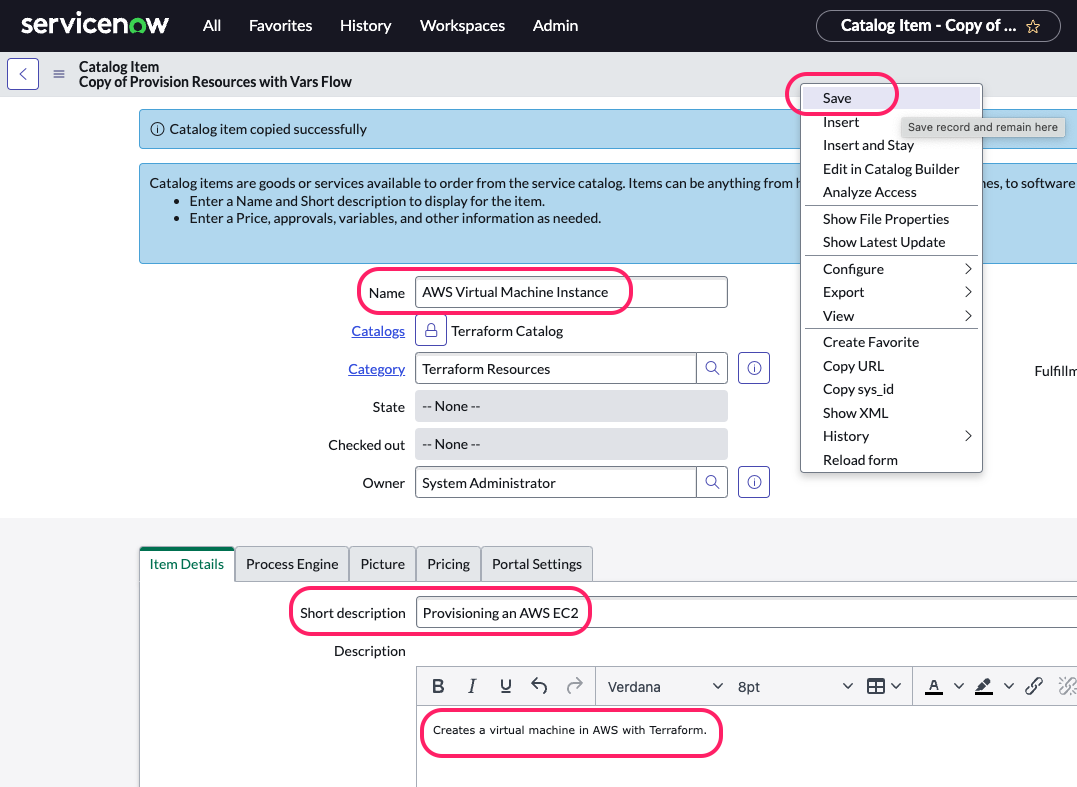 servicenow All Favorites History Workspaces Admin Catalog Item - Copy of ...
Catalog Item
Copy of Provision Resources with Vars Flow
Catalog item copied successfully
Catalog items are goods or services available to order from the service catalog. Items can be anything from
nes, to software
Enter a Name and Short description to display for the item.
Enter a Price, approvals, variables, and other information as needed.
Save
Save record and remain here
Insert
Insert and Stay
Edit in Catalog Builder
Analyze Access
Show File Properties
Show Latest Update
Configure
Export
View
Create Favorite
Copy URL
Copy sys_id
Show XML
History
Reload form
Name AWS Virtual Machine Instance
Catalogs Terraform Catalog
Category Terraform Resources
Fulfillm
State -- None --
Checked out -- None --
Owner System Administrator
Item Details Process Engine Picture Pricing Portal Settings
Short description Provisioning an AWS EC2
Description
B I U Verdana 8pt A
Creates a virtual machine in AWS with Terraform.